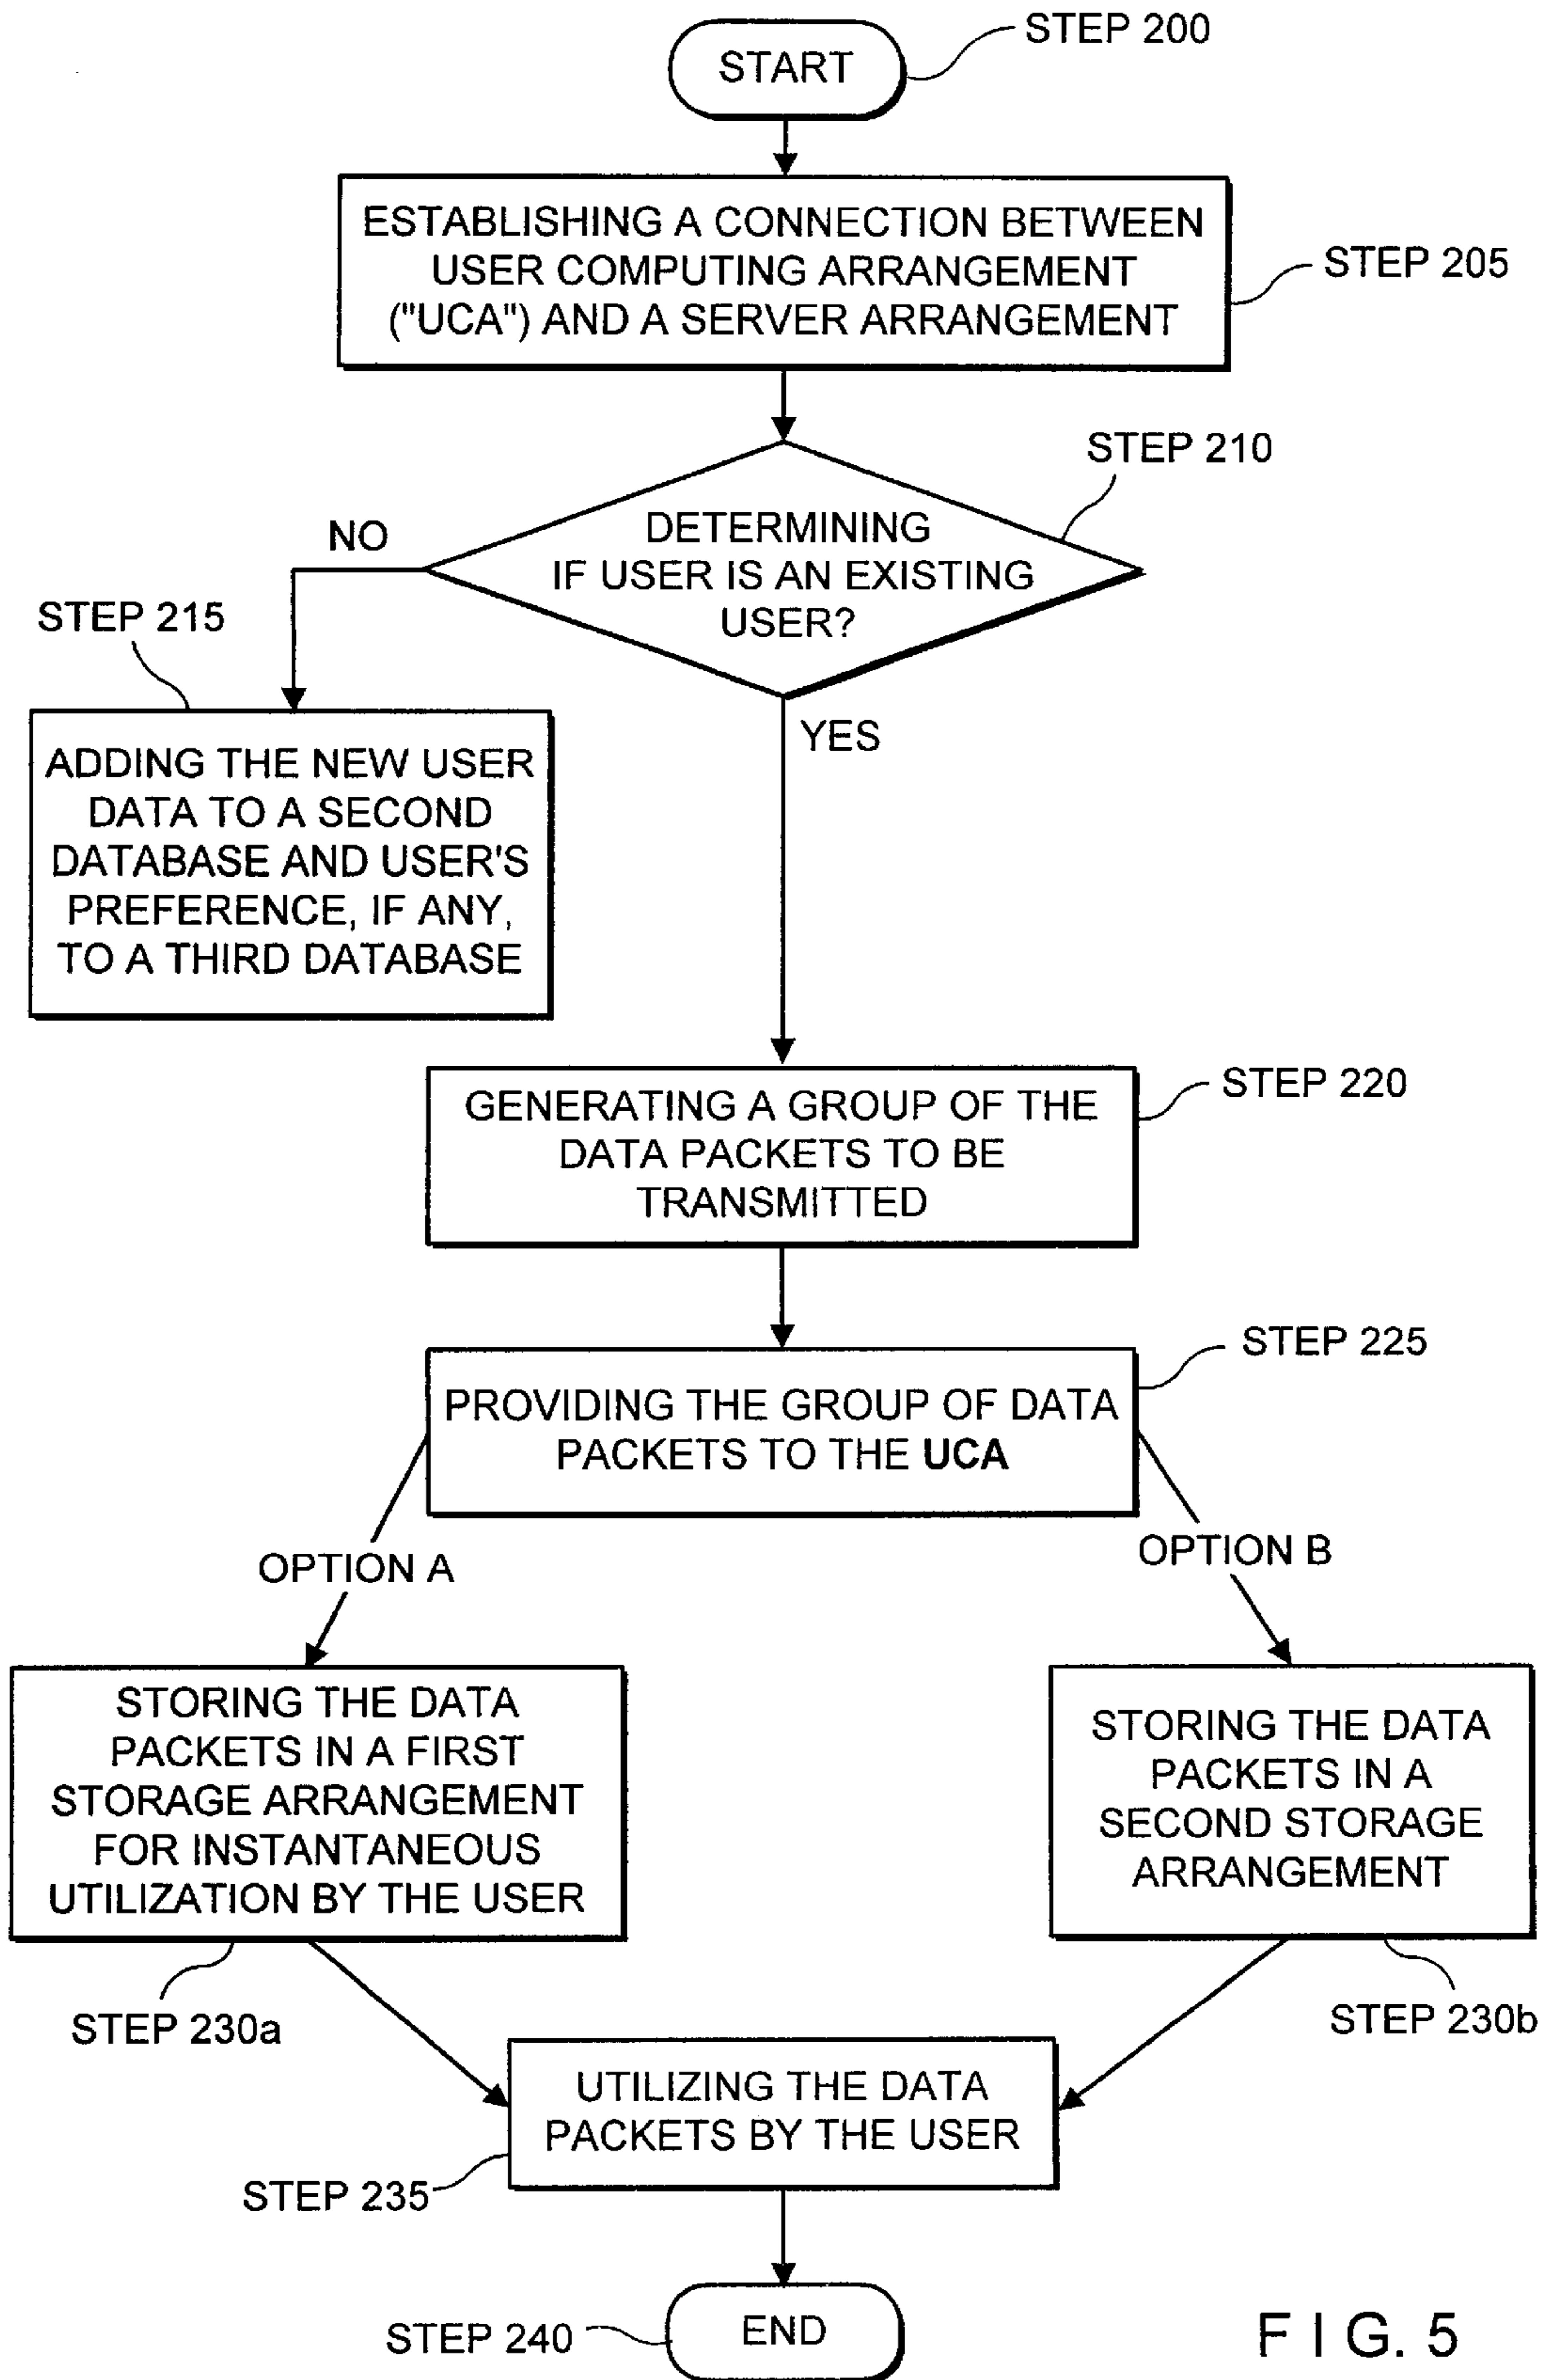 STEP 200
START
ESTABLISHING A CONNECTION BETWEEN
USER COMPUTING ARRANGEMENT
("UCA") AND A SERVER ARRANGEMENT
STEP 205
STEP 210
DETERMINING
IF USER IS AN EXISTING
USER?
NO
YES
STEP 215
ADDING THE NEW USER
DATA TO A SECOND
DATABASE AND USER'S
PREFERENCE, IF ANY,
TO A THIRD DATABASE
GENERATING A GROUP OF THE
DATA PACKETS TO BE
TRANSMITTED
STEP 220
STEP 225
PROVIDING THE GROUP OF DATA
PACKETS TO THE UCA
OPTION A
OPTION B
STORING THE DATA
PACKETS IN A FIRST
STORAGE ARRANGEMENT
FOR INSTANTANEOUS
UTILIZATION BY THE USER
STORING THE DATA
PACKETS IN A
SECOND STORAGE
ARRANGEMENT
STEP 230a
STEP 230b
UTILIZING THE DATA
PACKETS BY THE USER
STEP 235
END
STEP 240
F I G. 5